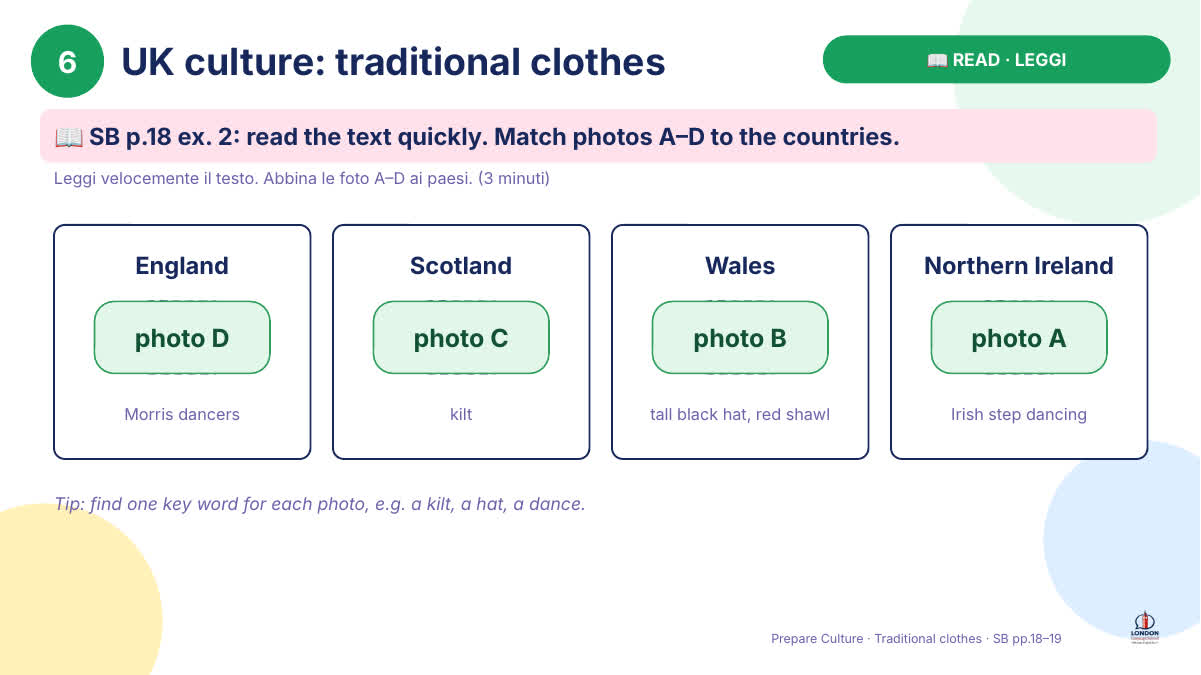 6
UK culture: traditional clothes
📖 READ · LEGGI
📖 SB p.18 ex. 2: read the text quickly. Match photos A–D to the countries.
Leggi velocemente il testo. Abbina le foto A–D ai paesi. (3 minuti)
England
photo D
Morris dancers
Scotland
photo C
kilt
Wales
photo B
tall black hat, red shawl
Northern Ireland
photo A
Irish step dancing
Tip: find one key word for each photo, e.g. a kilt, a hat, a dance.
Prepare Culture · Traditional clothes · SB pp.18–19
LONDON